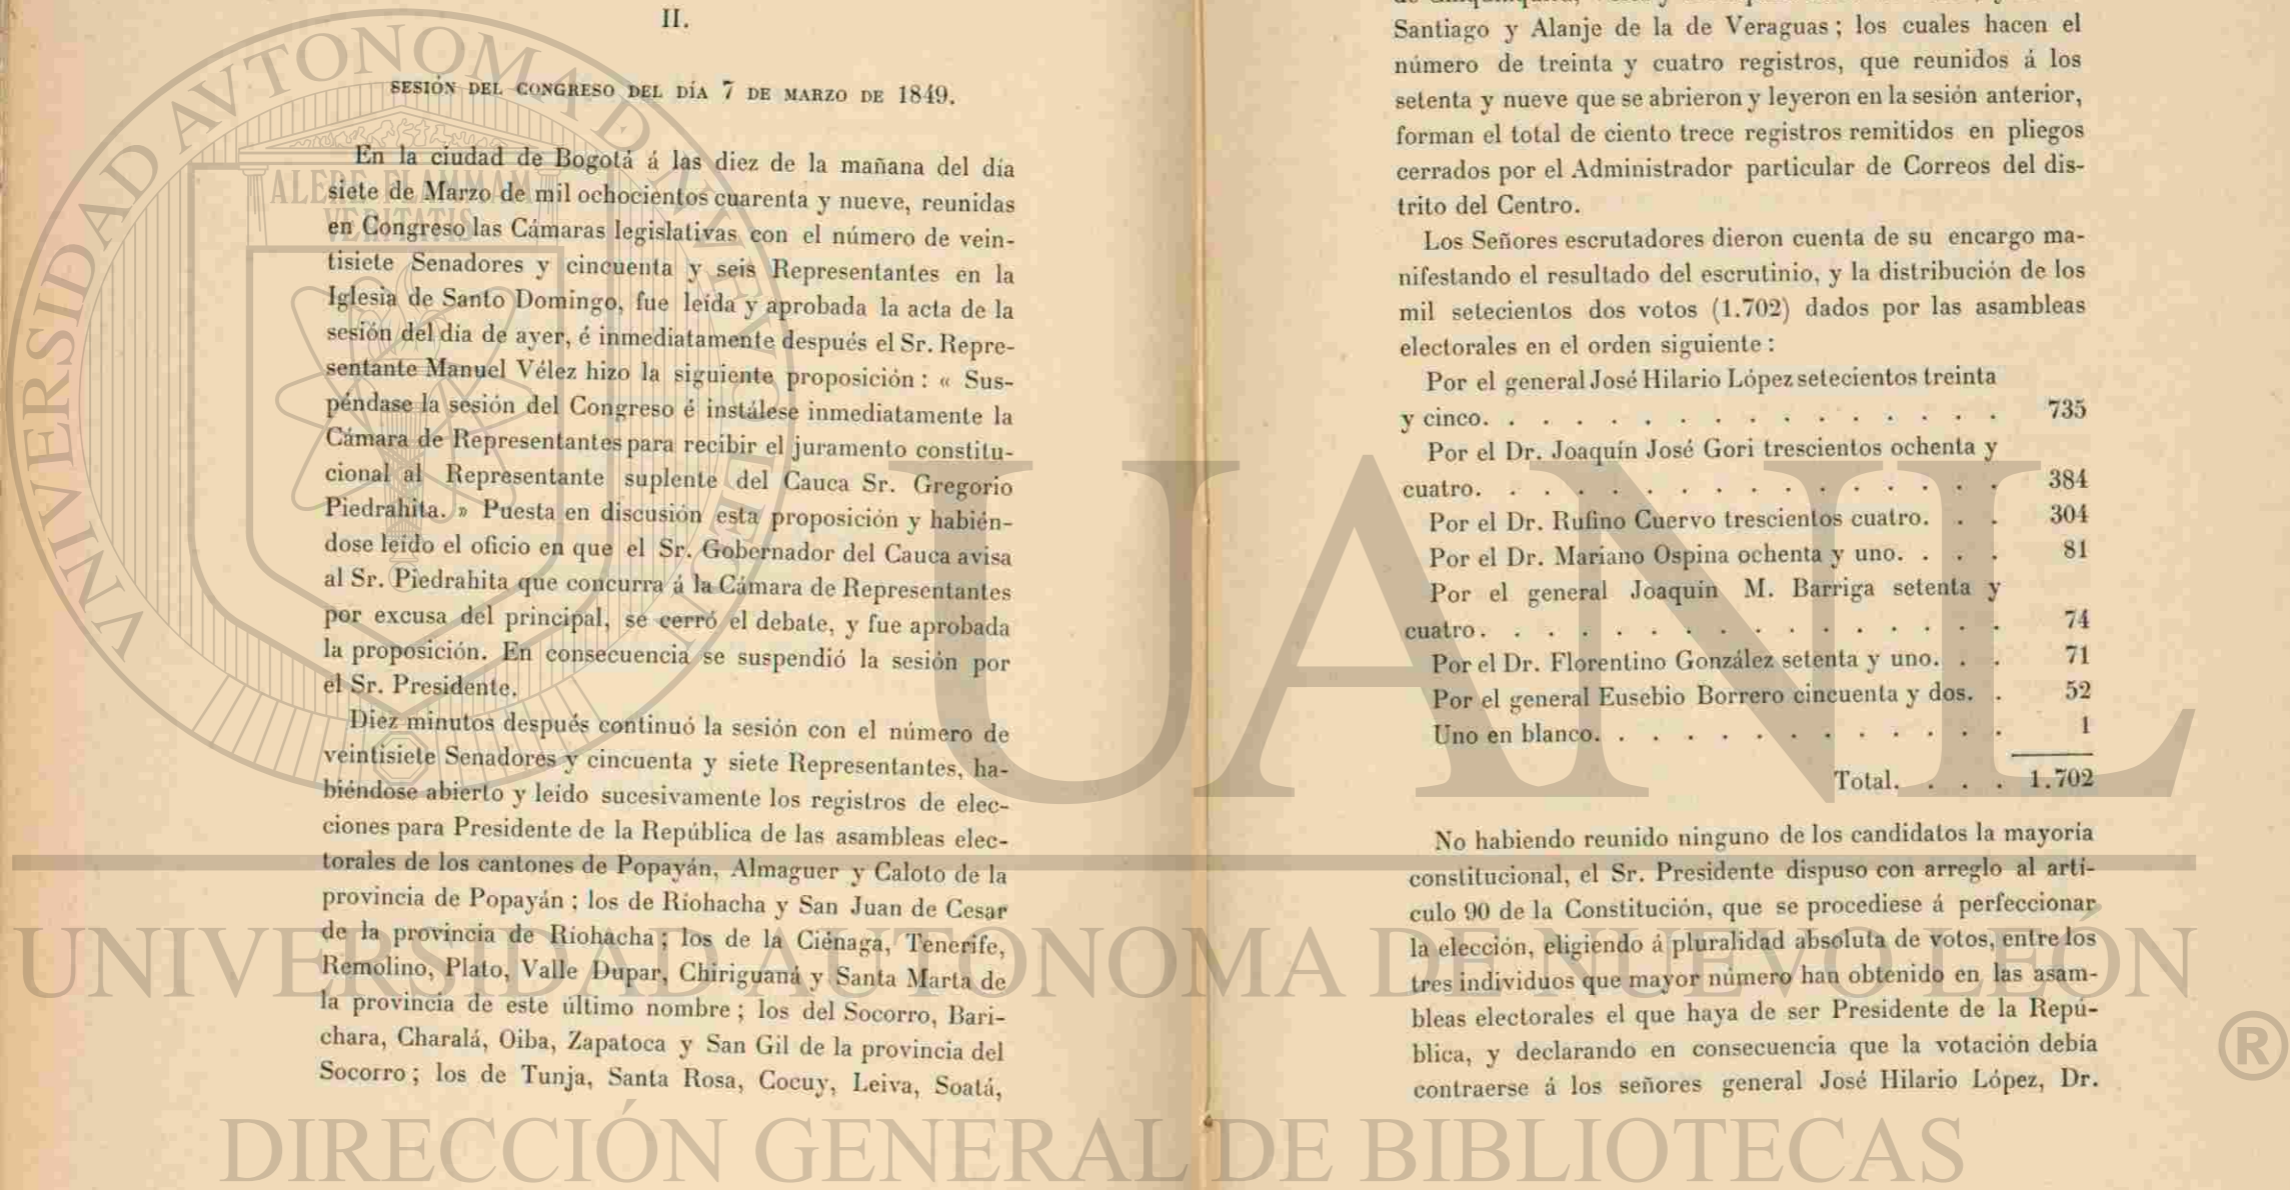 II.
SESIÓN DEL CONGRESO DEL DÍA 7 DE MARZO DE 1849.
En la ciudad de Bogotá á las diez de la mañana del día
siete de Marzo de mil ochocientos cuarenta y nueve, reunidas
en Congreso las Cámaras legislativas con el número de vein-
tisiete Senadores y cincuenta y seis Representantes en la
Iglesia de Santo Domingo, fue leída y aprobada la acta de la
sesión del dia de ayer, é inmediatamente después el Sr. Repre-
sentante Manuel Vélez hizo la siguiente proposición : « Sus-
péndase la sesión del Congreso é instálese inmediatamente la
Cámara de Representantes para recibir el juramento constitu-
cional al Representante suplente del Cauca Sr. Gregorio
Piedrahita. » Puesta en discusión esta proposición y habién-
dose leído el oficio en que el Sr. Gobernador del Cauca avisa
al Sr. Piedrahita que concurra á la Cámara de Representantes
por excusa del principal, se cerró el debate, y fue aprobada
la proposición. En consecuencia se suspendió la sesión por
el Sr. Presidente.
Diez minutos después continuó la sesión con el número de
veintisiete Senadores y cincuenta y siete Representantes, ha-
biéndose abierto y leído sucesivamente los registros de elec-
ciones para Presidente de la República de las asambleas elec-
torales de los cantones de Popayán, Almaguer y Caloto de la
provincia de Popayán ; los de Riohacha y San Juan de Cesar
de la provincia de Riohacha ; los de la Ciénaga, Tenerife,
Remolino, Plato, Valle Dupar, Chiriguaná y Santa Marta de
la provincia de este último nombre ; los del Socorro, Bari-
chara, Charalá, Oiba, Zapatoca y San Gil de la provincia del
Socorro ; los de Tunja, Santa Rosa, Cocuy, Leiva, Soatá,
Santiago y Alanje de la de Veraguas ; los cuales hacen el
número de treinta y cuatro registros, que reunidos á los
setenta y nueve que se abrieron y leyeron en la sesión anterior,
forman el total de ciento trece registros remitidos en pliegos
cerrados por el Administrador particular de Correos del dis-
trito del Centro.
Los Señores escrutadores dieron cuenta de su encargo ma-
nifestando el resultado del escrutinio, y la distribución de los
mil setecientos dos votos (1.702) dados por las asambleas
electorales en el orden siguiente :
Por el general José Hilario López setecientos treinta
y cinco. . . . . . . . . . . . . . . . 735
Por el Dr. Joaquín José Gori trescientos ochenta y
cuatro. . . . . . . . . . . . . . . . 384
Por el Dr. Rufino Cuervo trescientos cuatro. . . 304
Por el Dr. Mariano Ospina ochenta y uno. . . . 81
Por el general Joaquín M. Barriga setenta y
cuatro. . . . . . . . . . . . . . . . 74
Por el Dr. Florentino González setenta y uno. . . 71
Por el general Eusebio Borrero cincuenta y dos. . 52
Uno en blanco. . . . . . . . . . . . . 1
Total. . . . 1.702
No habiendo reunido ninguno de los candidatos la mayoría
constitucional, el Sr. Presidente dispuso con arreglo al artí-
culo 90 de la Constitución, que se procediese á perfeccionar
la elección, eligiendo á pluralidad absoluta de votos, entre los
tres individuos que mayor número han obtenido en las asam-
bleas electorales el que haya de ser Presidente de la Repú-
blica, y declarando en consecuencia que la votación debía
contraerse á los señores general José Hilario López, Dr.
UNIVERSIDAD AUTONOMA DE NUEVO LEÓN
ALERE FLAMMAM
VERITATIS
UANL
UNIVERSIDAD AUTÓNOMA DE NUEVO LEÓN
®
DIRECCIÓN GENERAL DE BIBLIOTECAS